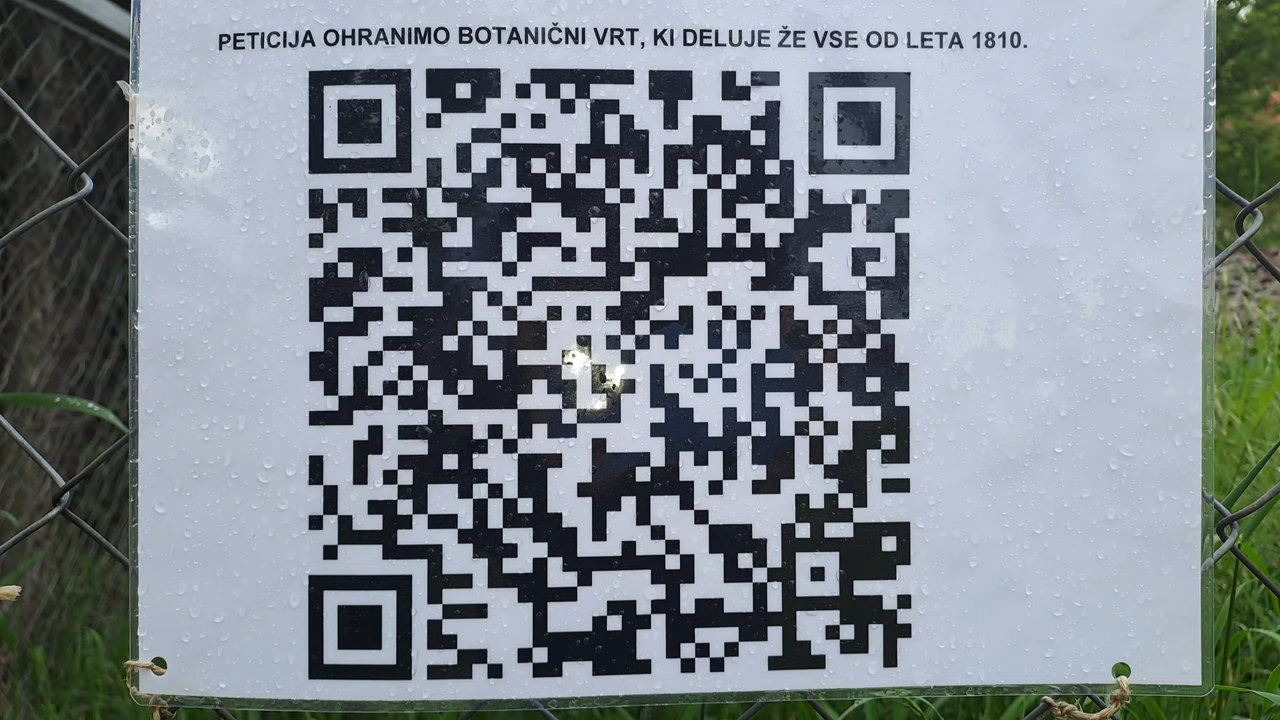 PETICIJA OHRANIMO BOTANIČNI VRT, KI DELUJE ŽE VSE OD LETA 1810.